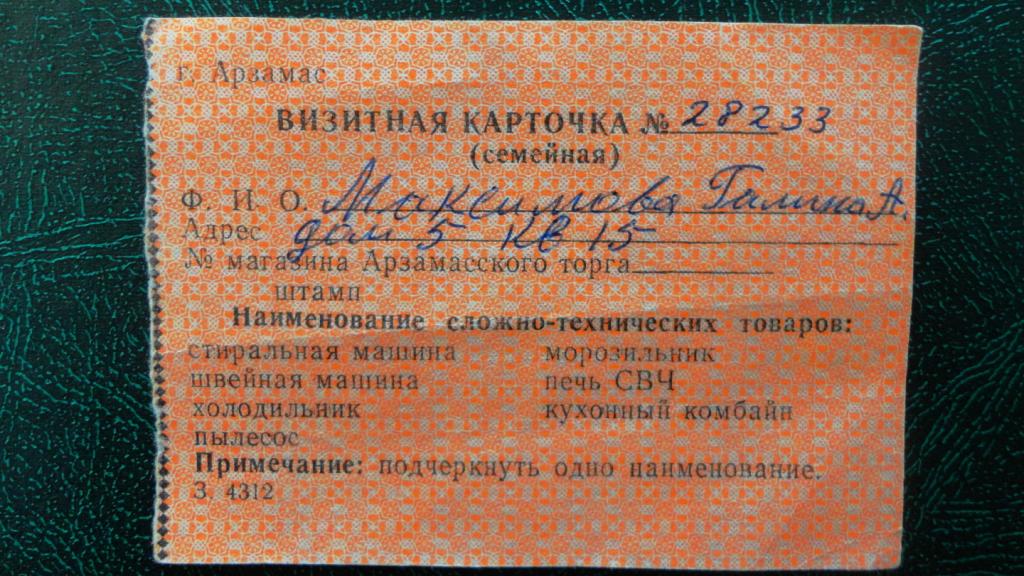 г. Арзамас
ВИЗИТНАЯ КАРТОЧКА № 28233
(семейная)
Ф. И. О. Максимова Галина А.
Адрес дом 5 кв 15
№ магазина Арзамасского торга
штамп
Наименование сложно-технических товаров:
стиральная машина морозильник
швейная машина печь СВЧ
холодильник кухонный комбайн
пылесос
Примечание: подчеркнуть одно наименование.
З. 4312